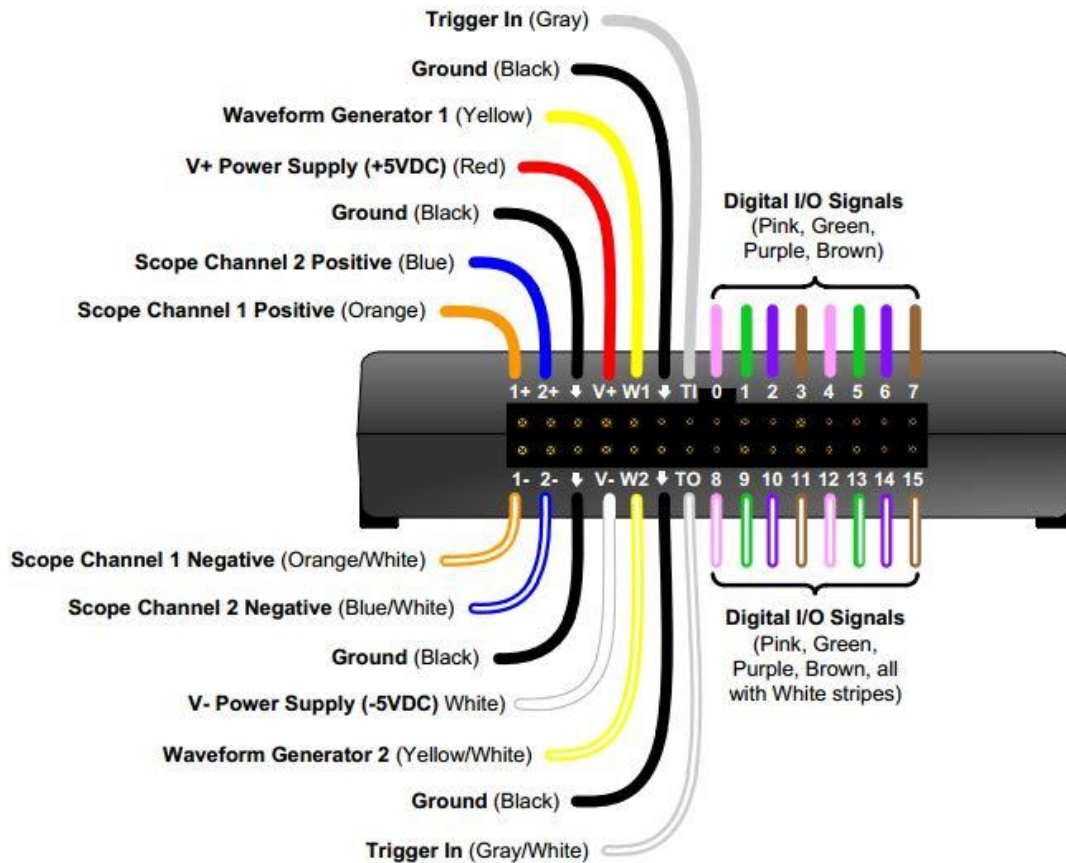 Trigger In (Gray)
Ground (Black)
Waveform Generator 1 (Yellow)
V+ Power Supply (+5VDC) (Red)
Ground (Black)
Scope Channel 2 Positive (Blue)
Scope Channel 1 Positive (Orange)
Digital I/O Signals
(Pink, Green,
Purple, Brown)
1+ 2+ ⬇ V+ W1 ⬇ TI 0 1 2 3 4 5 6 7
1- 2- ⬇ V- W2 ⬇ TO 8 9 10 11 12 13 14 15
Scope Channel 1 Negative (Orange/White)
Scope Channel 2 Negative (Blue/White)
Ground (Black)
V- Power Supply (-5VDC) White)
Waveform Generator 2 (Yellow/White)
Ground (Black)
Trigger In (Gray/White)
Digital I/O Signals
(Pink, Green,
Purple, Brown, all
with White stripes)